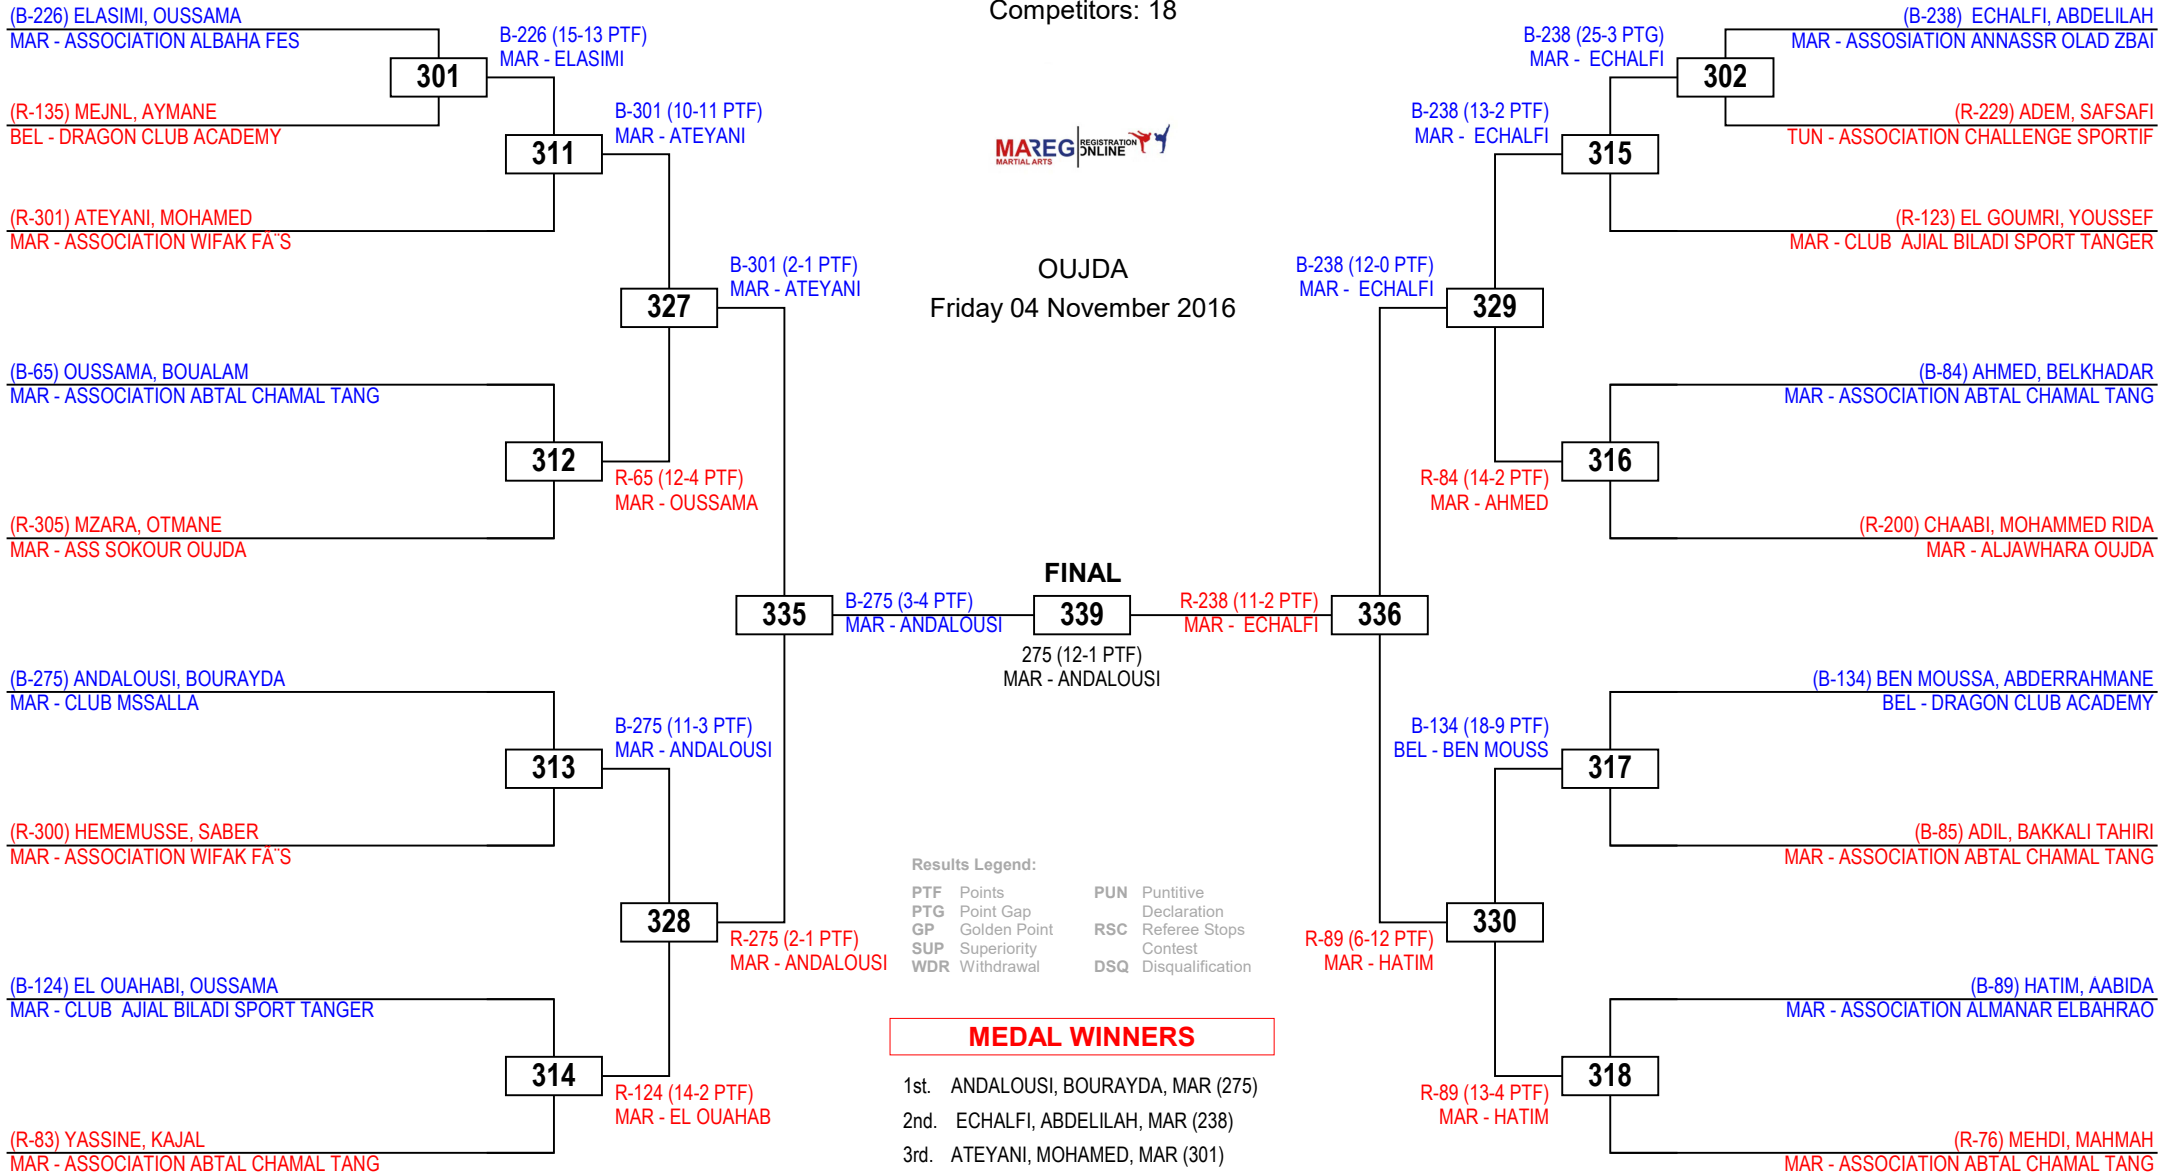 Competitors: 18
(B-226) ELASIMI, OUSSAMA
MAR - ASSOCIATION ALBAHA FES
301
B-226 (15-13 PTF)
MAR - ELASIMI
(R-135) MEJNL, AYMANE
BEL - DRAGON CLUB ACADEMY
311
B-301 (10-11 PTF)
MAR - ATEYANI
(R-301) ATEYANI, MOHAMED
MAR - ASSOCIATION WIFAK FA¨S
327
B-301 (2-1 PTF)
MAR - ATEYANI
(B-65) OUSSAMA, BOUALAM
MAR - ASSOCIATION ABTAL CHAMAL TANG
312
R-65 (12-4 PTF)
MAR - OUSSAMA
(R-305) MZARA, OTMANE
MAR - ASS SOKOUR OUJDA
335
B-275 (3-4 PTF)
MAR - ANDALOUSI
(B-275) ANDALOUSI, BOURAYDA
MAR - CLUB MSSALLA
313
B-275 (11-3 PTF)
MAR - ANDALOUSI
(R-300) HEMEMUSSE, SABER
MAR - ASSOCIATION WIFAK FA¨S
328
R-275 (2-1 PTF)
MAR - ANDALOUSI
(B-124) EL OUAHABI, OUSSAMA
MAR - CLUB  AJIAL BILADI SPORT TANGER
314
R-124 (14-2 PTF)
MAR - EL OUAHAB
(R-83) YASSINE, KAJAL
MAR - ASSOCIATION ABTAL CHAMAL TANG
MAREG REGISTRATION
MARTIAL ARTS ONLINE
OUJDA
Friday 04 November 2016
FINAL
339
275 (12-1 PTF)
MAR - ANDALOUSI
(B-238)  ECHALFI, ABDELILAH
MAR - ASSOSIATION ANNASSR OLAD ZBAI
B-238 (25-3 PTG)
MAR -  ECHALFI
302
(R-229) ADEM, SAFSAFI
TUN - ASSOCIATION CHALLENGE SPORTIF
B-238 (13-2 PTF)
MAR -  ECHALFI
315
(R-123) EL GOUMRI, YOUSSEF
MAR - CLUB  AJIAL BILADI SPORT TANGER
B-238 (12-0 PTF)
MAR -  ECHALFI
329
(B-84) AHMED, BELKHADAR
MAR - ASSOCIATION ABTAL CHAMAL TANG
R-84 (14-2 PTF)
MAR - AHMED
316
(R-200) CHAABI, MOHAMMED RIDA
MAR - ALJAWHARA OUJDA
R-238 (11-2 PTF)
MAR -  ECHALFI
336
(B-134) BEN MOUSSA, ABDERRAHMANE
BEL - DRAGON CLUB ACADEMY
B-134 (18-9 PTF)
BEL - BEN MOUSS
317
(B-85) ADIL, BAKKALI TAHIRI
MAR - ASSOCIATION ABTAL CHAMAL TANG
R-89 (6-12 PTF)
MAR - HATIM
330
(B-89) HATIM, AABIDA
MAR - ASSOCIATION ALMANAR ELBAHRAO
R-89 (13-4 PTF)
MAR - HATIM
318
(R-76) MEHDI, MAHMAH
MAR - ASSOCIATION ABTAL CHAMAL TANG
Results Legend:
PTF Points PUN Puntitive
PTG Point Gap Declaration
GP Golden Point RSC Referee Stops
SUP Superiority Contest
WDR Withdrawal DSQ Disqualification
MEDAL WINNERS
1st. ANDALOUSI, BOURAYDA, MAR (275)
2nd. ECHALFI, ABDELILAH, MAR (238)
3rd. ATEYANI, MOHAMED, MAR (301)